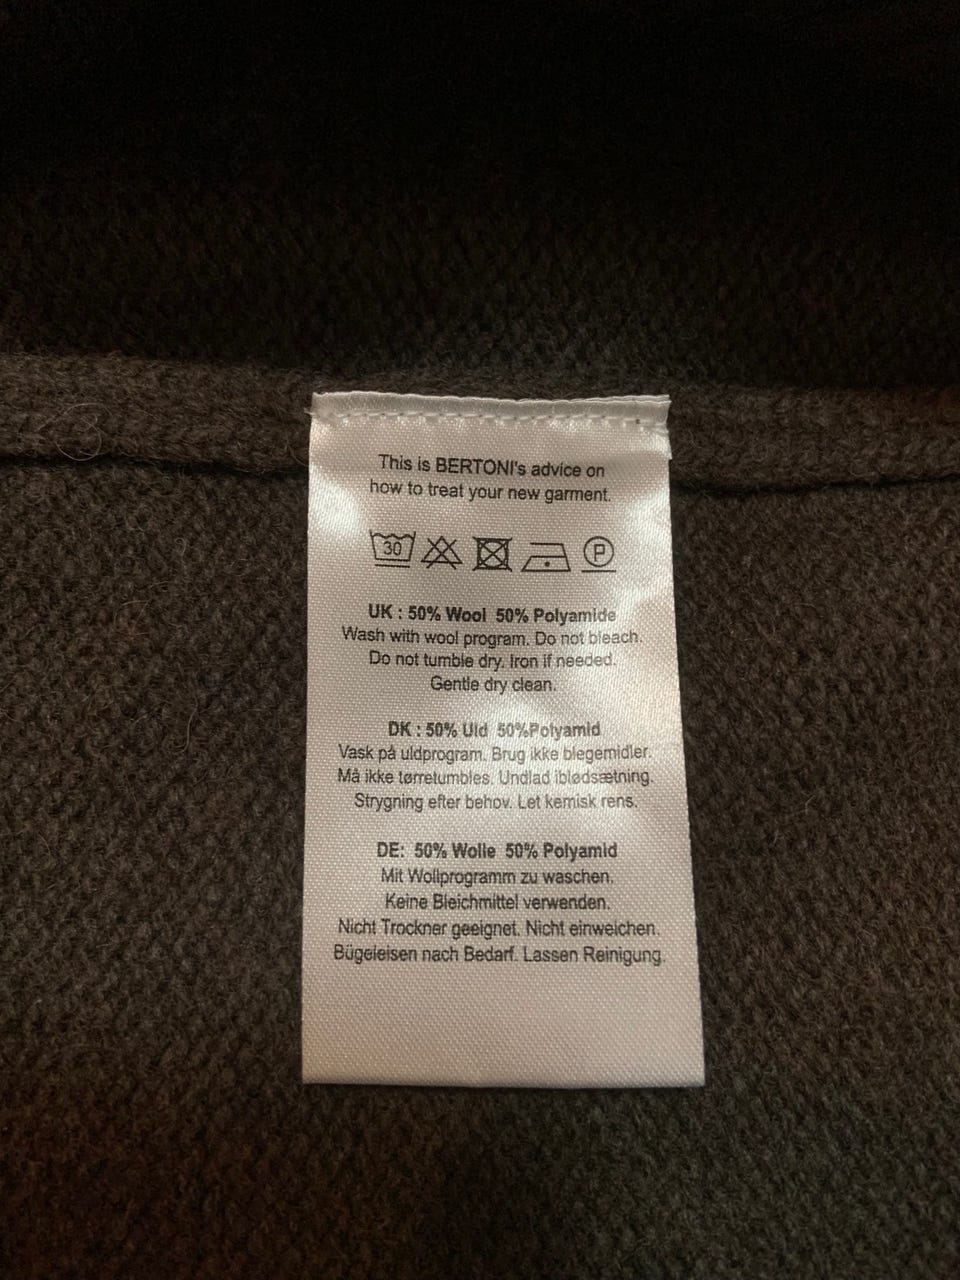 This is BERTONI's advice on
how to treat your new garment.
30 P
UK : 50% Wool 50% Polyamide
Wash with wool program. Do not bleach.
Do not tumble dry. Iron if needed.
Gentle dry clean.
DK : 50% Uld 50%Polyamid
Vask på uldprogram. Brug ikke blegemidler.
Må ikke tørretumbles. Undlad iblødsætning.
Strygning efter behov. Let kemisk rens.
DE: 50% Wolle 50% Polyamid
Mit Wollprogramm zu waschen.
Keine Bleichmittel verwenden.
Nicht Trockner geeignet. Nicht einweichen.
Bügeleisen nach Bedarf. Lassen Reinigung.